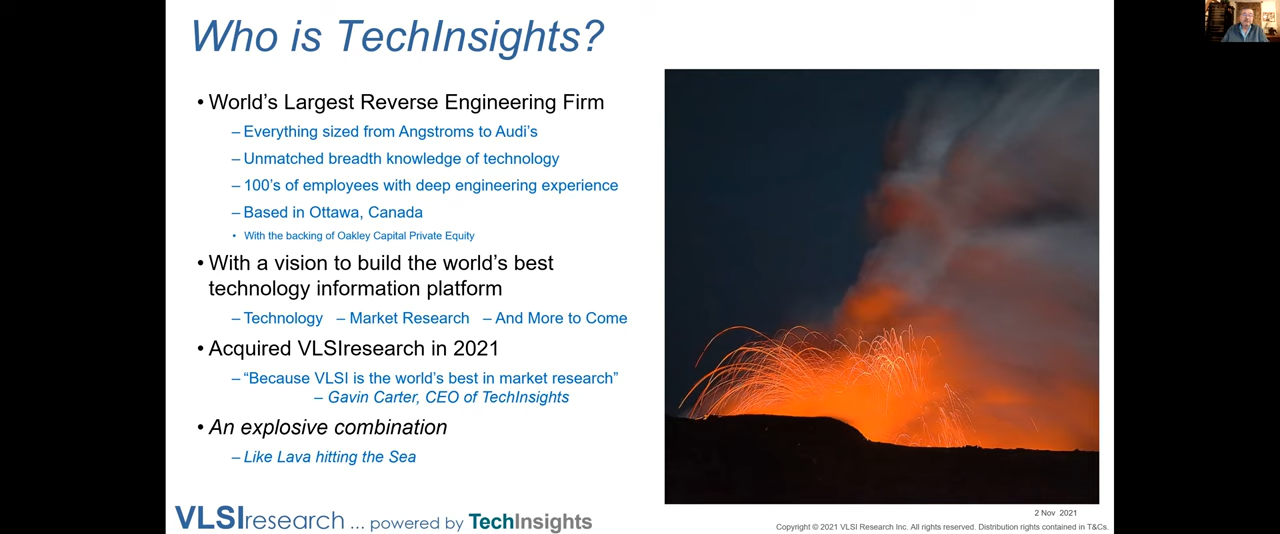 Who is TechInsights?
• World's Largest Reverse Engineering Firm
– Everything sized from Angstroms to Audi's
– Unmatched breadth knowledge of technology
– 100's of employees with deep engineering experience
– Based in Ottawa, Canada
• With the backing of Oakley Capital Private Equity
• With a vision to build the world's best
technology information platform
– Technology – Market Research – And More to Come
• Acquired VLSIresearch in 2021
– “Because VLSI is the world's best in market research”
– Gavin Carter, CEO of TechInsights
• An explosive combination
– Like Lava hitting the Sea
VLSIresearch ... powered by TechInsights
2 Nov 2021
Copyright © 2021 VLSI Research Inc. All rights reserved. Distribution rights contained in T&Cs.